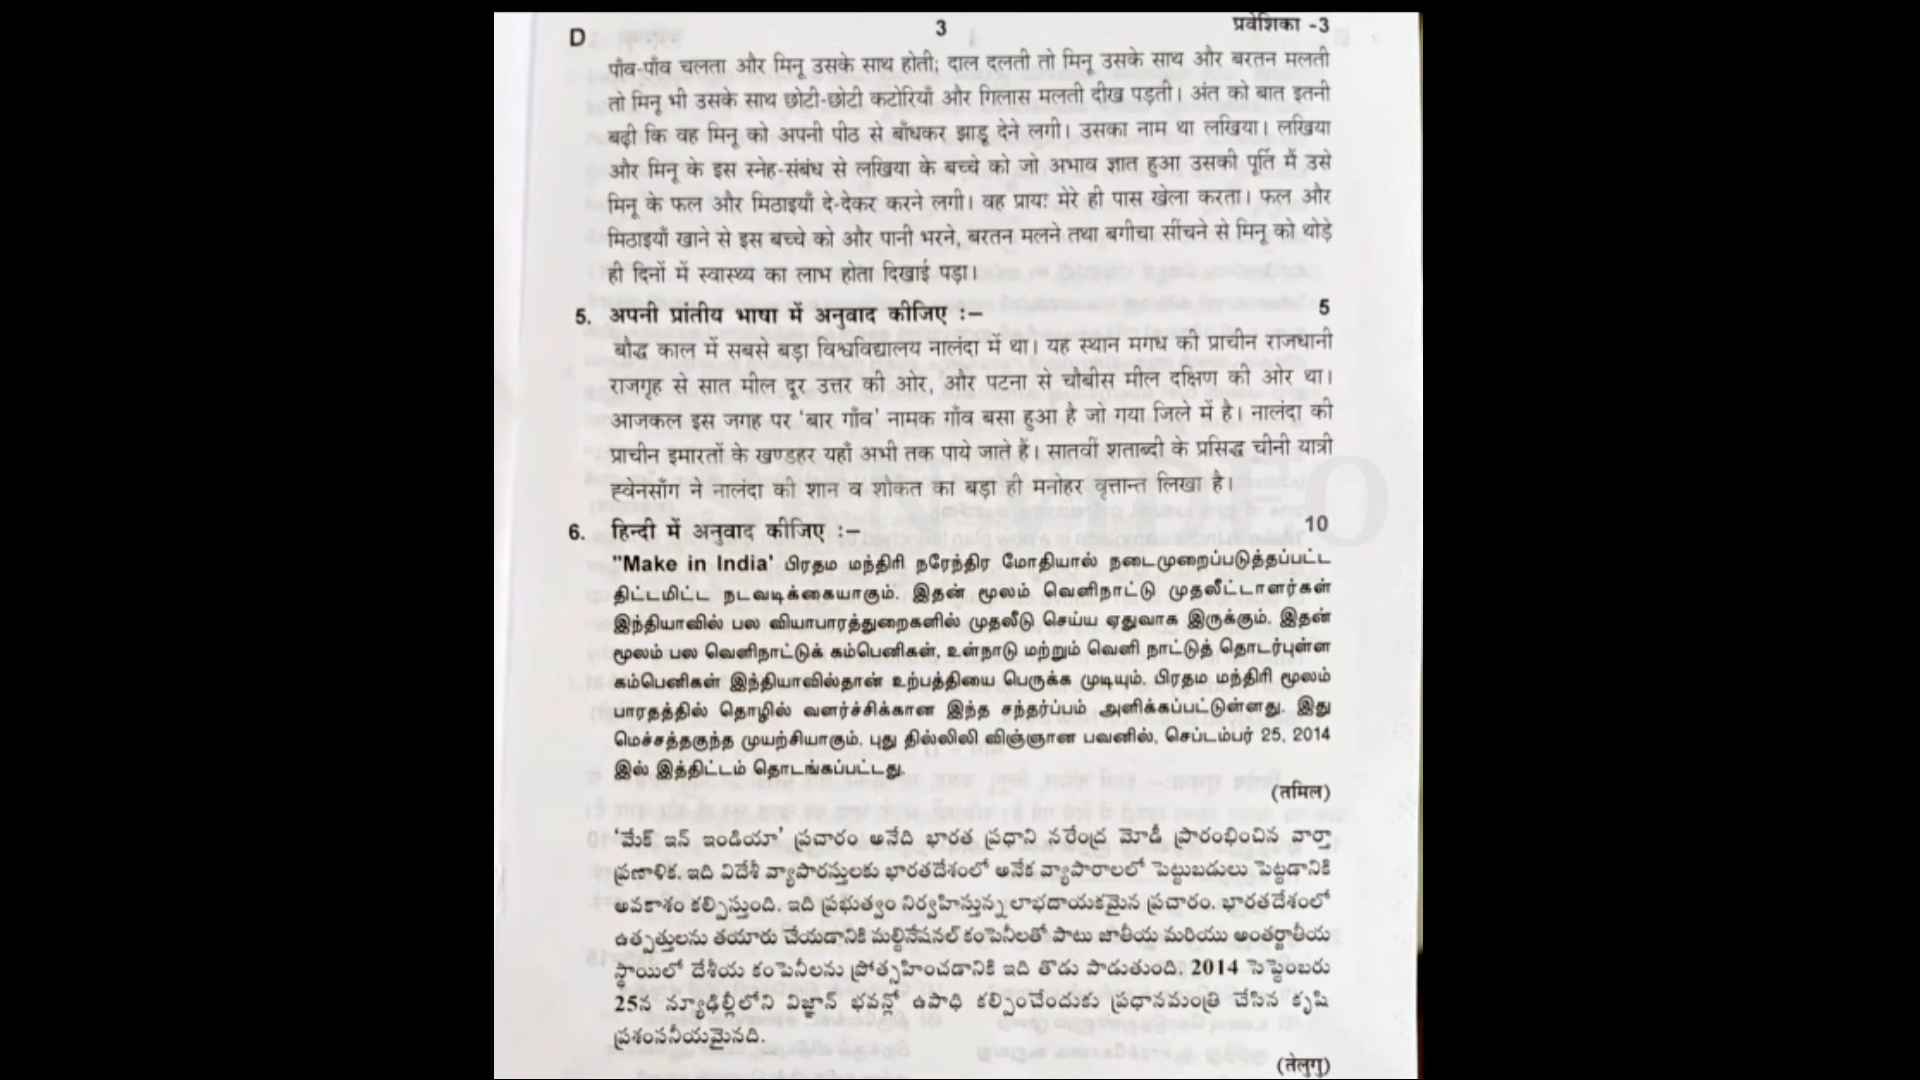 D 3 प्रवेशिका -3
पाँव-पाँव चलता और मिनू उसके साथ होती; दाल दलती तो मिनू उसके साथ और बरतन मलती
तो मिनू भी उसके साथ छोटी-छोटी कटोरियाँ और गिलास मलती दीख पड़ती। अंत को बात इतनी
बढ़ी कि वह मिनू को अपनी पीठ से बाँधकर झाड़ू देने लगी। उसका नाम था लखिया। लखिया
और मिनू के इस स्नेह-संबंध से लखिया के बच्चे को जो अभाव ज्ञात हुआ उसकी पूर्ति मैं उसे
मिनू के फल और मिठाइयाँ दे-देकर करने लगी। वह प्रायः मेरे ही पास खेला करता। फल और
मिठाइयाँ खाने से इस बच्चे को और पानी भरने, बरतन मलने तथा बगीचा सींचने से मिनू को थोड़े
ही दिनों में स्वास्थ्य का लाभ होता दिखाई पड़ा।
5. अपनी प्रांतीय भाषा में अनुवाद कीजिए :– 5
बौद्ध काल में सबसे बड़ा विश्वविद्यालय नालंदा में था। यह स्थान मगध की प्राचीन राजधानी
राजगृह से सात मील दूर उत्तर की ओर, और पटना से चौबीस मील दक्षिण की ओर था।
आजकल इस जगह पर ‘बार गाँव’ नामक गाँव बसा हुआ है जो गया जिले में है। नालंदा की
प्राचीन इमारतों के खण्डहर यहाँ अभी तक पाये जाते हैं। सातवीं शताब्दी के प्रसिद्ध चीनी यात्री
ह्वेनसाँग ने नालंदा की शान व शौकत का बड़ा ही मनोहर वृत्तान्त लिखा है।
6. हिन्दी में अनुवाद कीजिए :– 10
"Make in India' பிரதம மந்திரி நரேந்திர மோதியால் நடைமுறைப்படுத்தப்பட்ட
திட்டமிட்ட நடவடிக்கையாகும். இதன் மூலம் வெளிநாட்டு முதலீட்டாளர்கள்
இந்தியாவில் பல வியாபாரத்துறைகளில் முதலீடு செய்ய ஏதுவாக இருக்கும். இதன்
மூலம் பல வெளிநாட்டுக் கம்பெனிகள், உள்நாடு மற்றும் வெளி நாட்டுத் தொடர்புள்ள
கம்பெனிகள் இந்தியாவில்தான் உற்பத்தியை பெருக்க முடியும். பிரதம மந்திரி மூலம்
பாரதத்தில் தொழில் வளர்ச்சிக்கான இந்த சந்தர்ப்பம் அளிக்கப்பட்டுள்ளது. இது
மெச்சத்தகுந்த முயற்சியாகும். புது தில்லிலி விஞ்ஞான பவனில், செப்டம்பர் 25, 2014
இல் இத்திட்டம் தொடங்கப்பட்டது.
(तमिल)
‘మేక్ ఇన్ ఇండియా’ ప్రచారం అనేది భారత ప్రధాని నరేంద్ర మోడీ ప్రారంభించిన వార్తా
ప్రణాళిక. ఇది విదేశీ వ్యాపారస్తులకు భారతదేశంలో అనేక వ్యాపారాలలో పెట్టుబడులు పెట్టడానికి
అవకాశం కల్పిస్తుంది. ఇది ప్రభుత్వం నిర్వహిస్తున్న లాభదాయకమైన ప్రచారం. భారతదేశంలో
ఉత్పత్తులను తయారు చేయడానికి మల్టినేషనల్ కంపెనీలతో పాటు జాతీయ మరియు అంతర్జాతీయ
స్థాయిలో దేశీయ కంపెనీలను ప్రోత్సహించడానికి ఇది తోడు పాడుతుంది. 2014 సెప్టెంబరు
25న న్యూఢిల్లీలోని విజ్ఞాన్ భవన్లో ఉపాధి కల్పించేందుకు ప్రధానమంత్రి చేసిన కృషి
ప్రశంసనీయమైనది.
(तेलुगु)